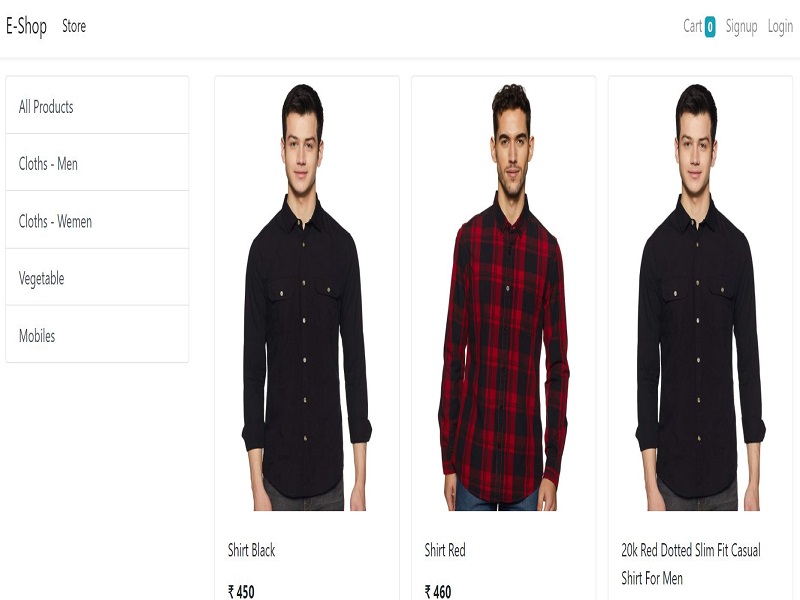 E-Shop Store Cart 0 Signup Login
All Products
Cloths - Men
Cloths - Wemen
Vegetable
Mobiles
Shirt Black
₹ 450
Shirt Red
₹ 460
20k Red Dotted Slim Fit Casual
Shirt For Men